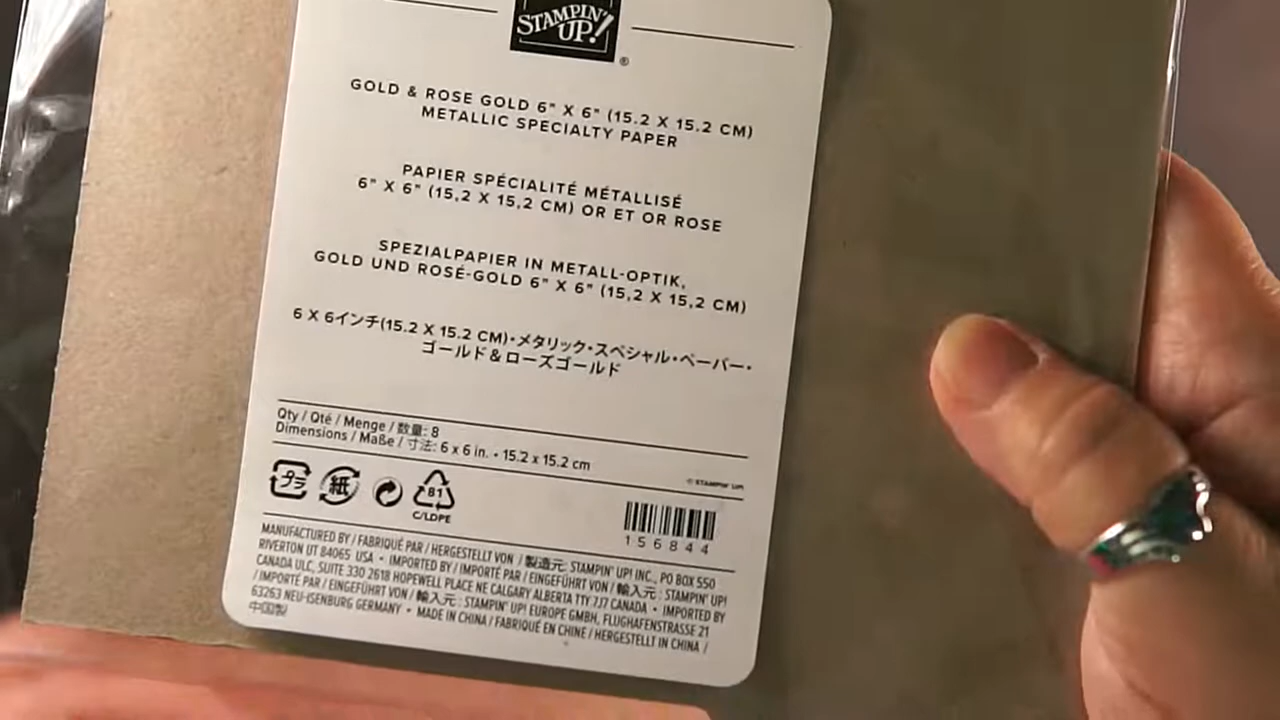 STAMPIN' UP!®
GOLD & ROSE GOLD 6" X 6" (15.2 X 15.2 CM)
METALLIC SPECIALTY PAPER
PAPIER SPÉCIALITÉ MÉTALLISÉ
6" X 6" (15,2 X 15,2 CM) OR ET OR ROSE
SPEZIALPAPIER IN METALL-OPTIK,
GOLD UND ROSÉ-GOLD 6" X 6" (15,2 X 15,2 CM)
6 X 6インチ(15.2 X 15.2 CM)・メタリック・スペシャル・ペーパー・
ゴールド＆ローズゴールド
Qty / Qté / Menge / 数量: 8
Dimensions / Maße / 寸法: 6 x 6 in. • 15.2 x 15.2 cm
© STAMPIN' UP!
プラ 紙 81
C/LDPE
156844
MANUFACTURED BY / FABRIQUÉ PAR / HERGESTELLT VON / 製造元: STAMPIN' UP! INC., PO BOX 550
RIVERTON UT 84065 USA • IMPORTED BY / IMPORTÉ PAR / EINGEFÜHRT VON / 輸入元: STAMPIN' UP!
CANADA ULC, SUITE 330 2618 HOPEWELL PLACE NE CALGARY ALBERTA T1Y 7J7 CANADA • IMPORTED BY
/ IMPORTÉ PAR / EINGEFÜHRT VON / 輸入元: STAMPIN' UP! EUROPE GMBH, FLUGHAFENSTRASSE 21
63263 NEU-ISENBURG GERMANY • MADE IN CHINA / FABRIQUÉ EN CHINE / HERGESTELLT IN CHINA /
中国製